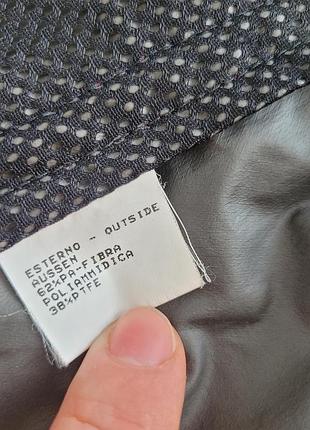 ESTERNO - OUTSIDE
AUSSEN
62%PA-FIBRA
POLIAMMIDICA
38%PTFE